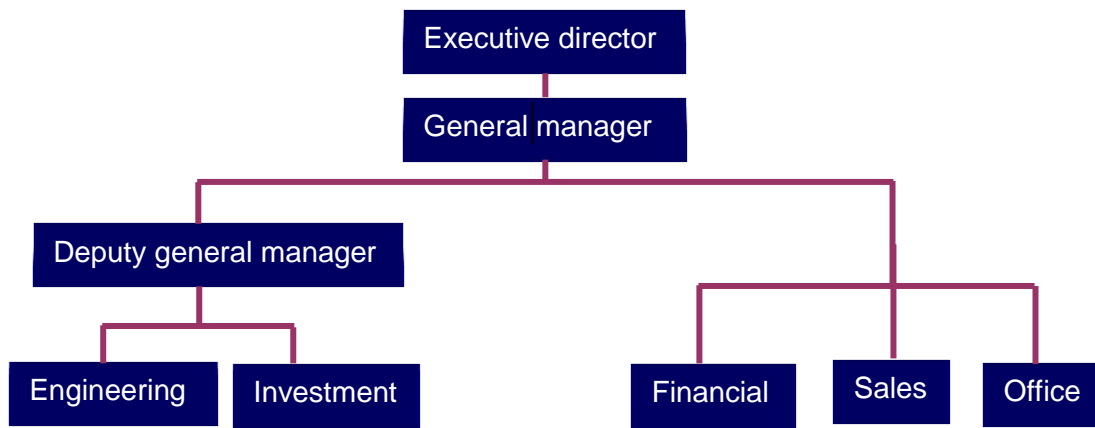 Executive director
General manager
Deputy general manager
Engineering
Investment
Financial
Sales
Office